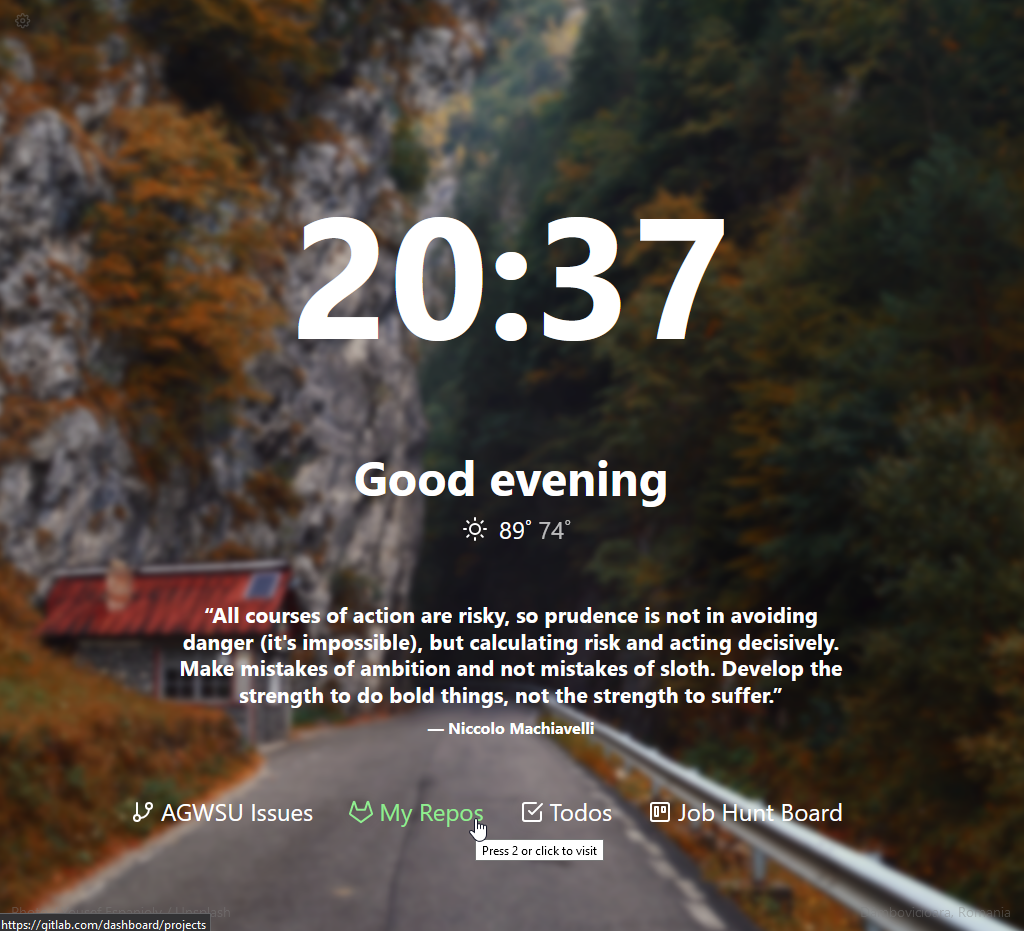 20:37
Good evening
89° 74°
“All courses of action are risky, so prudence is not in avoiding
danger (it's impossible), but calculating risk and acting decisively.
Make mistakes of ambition and not mistakes of sloth. Develop the
strength to do bold things, not the strength to suffer.”
— Niccolo Machiavelli
AGWSU Issues My Repos Todos Job Hunt Board
Press 2 or click to visit
Unsplash Romania
https://gitlab.com/dashboard/projects